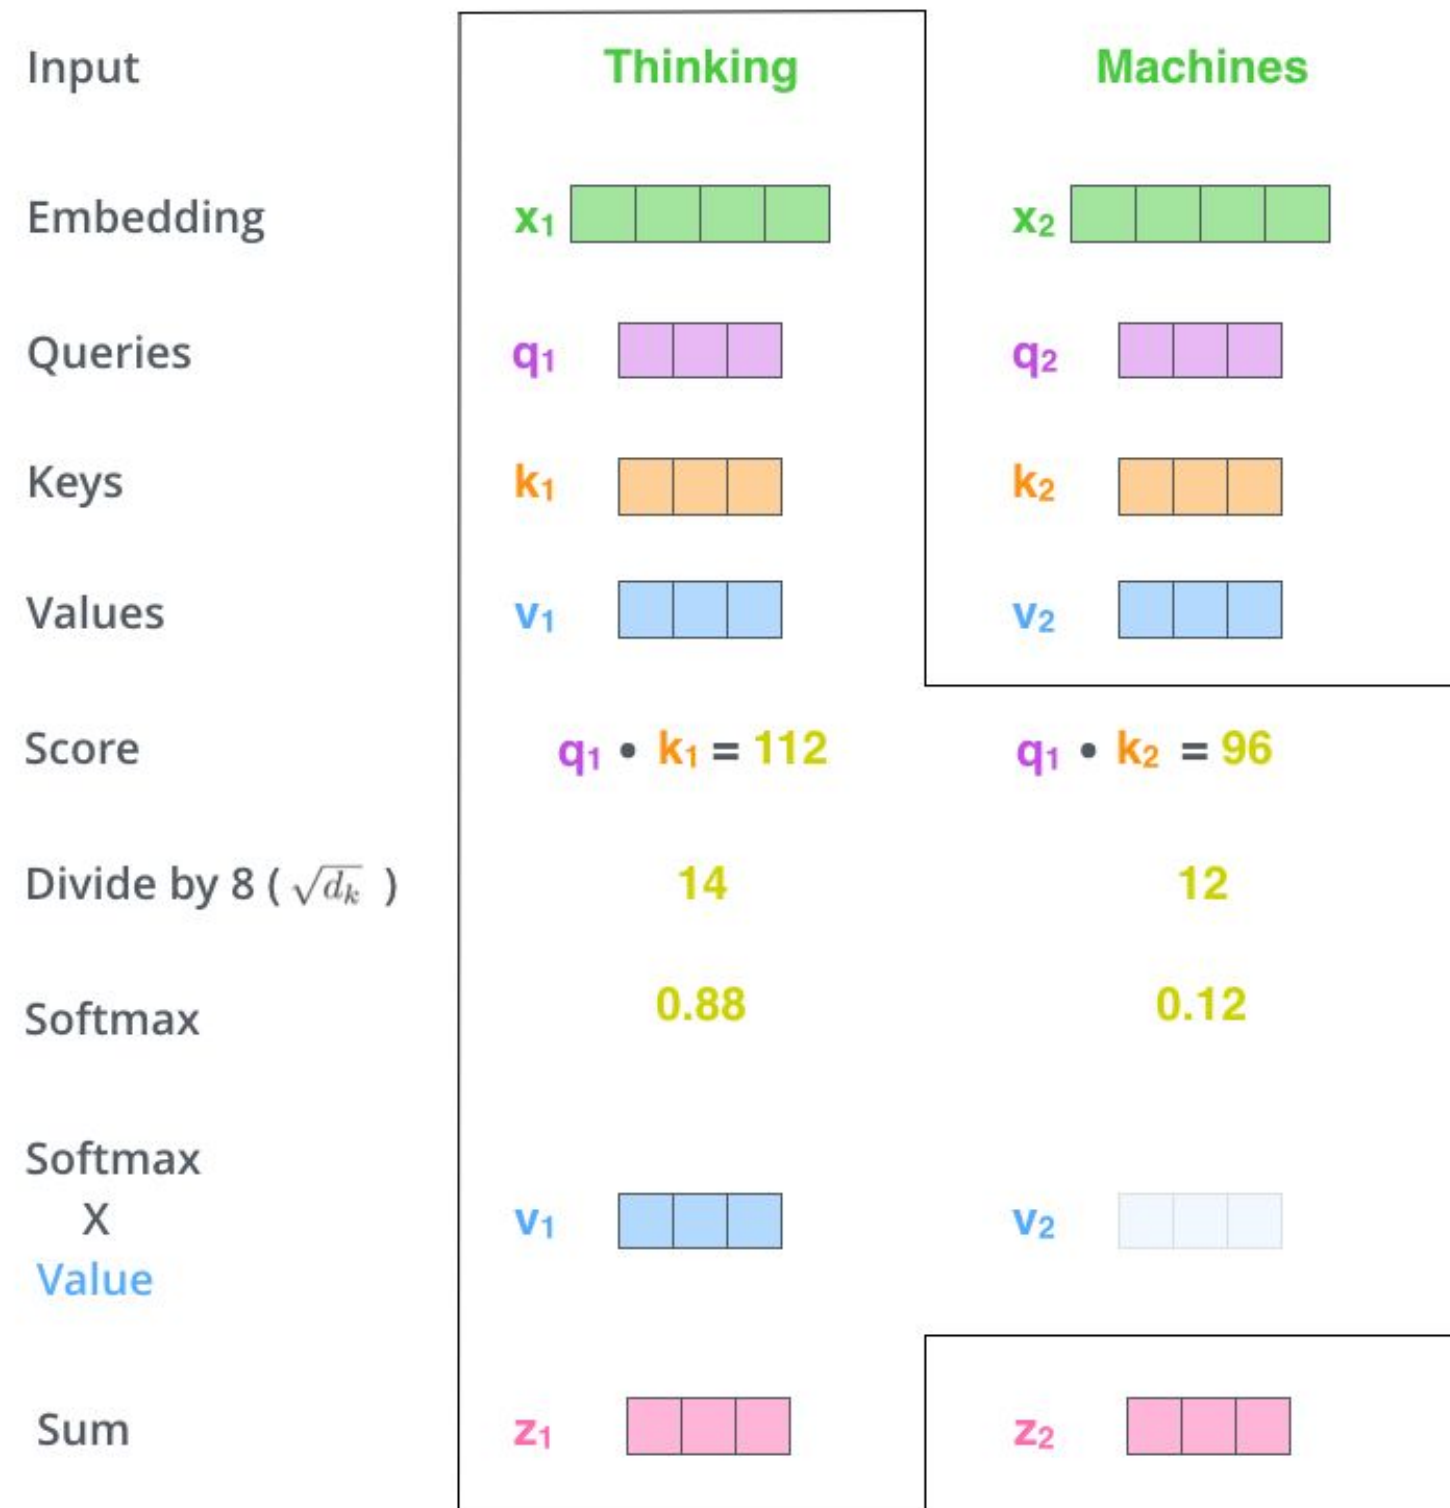 Input Thinking Machines
Embedding x₁ x₂
Queries q₁ q₂
Keys k₁ k₂
Values v₁ v₂
Score q₁ • k₁ = 112 q₁ • k₂ = 96
Divide by 8 ( √dₖ ) 14 12
Softmax 0.88 0.12
Softmax
X v₁ v₂
Value
Sum z₁ z₂